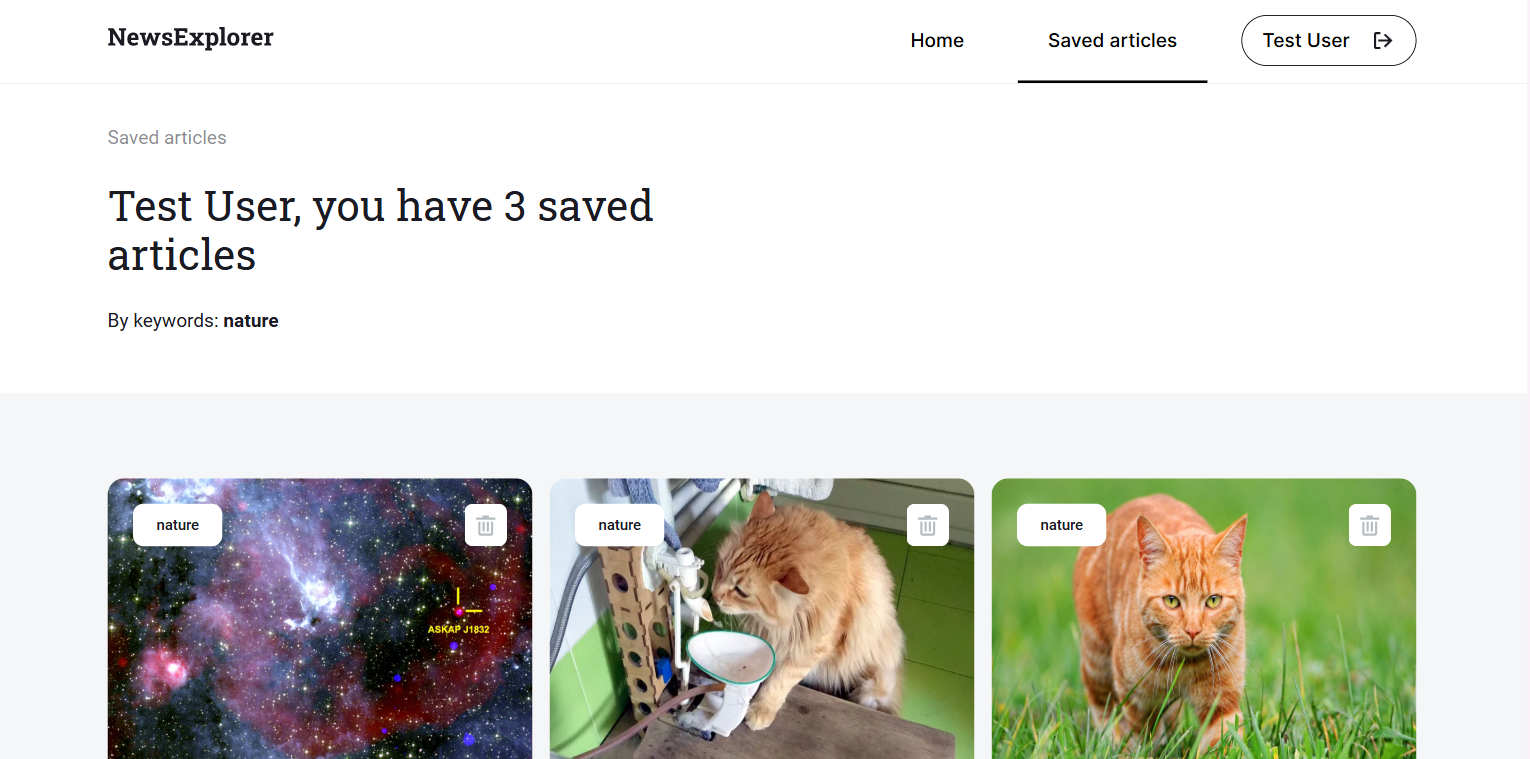 NewsExplorer
Home
Saved articles
Test User
Saved articles
Test User, you have 3 saved
articles
By keywords: nature
nature
ASKAP J1832
nature
nature